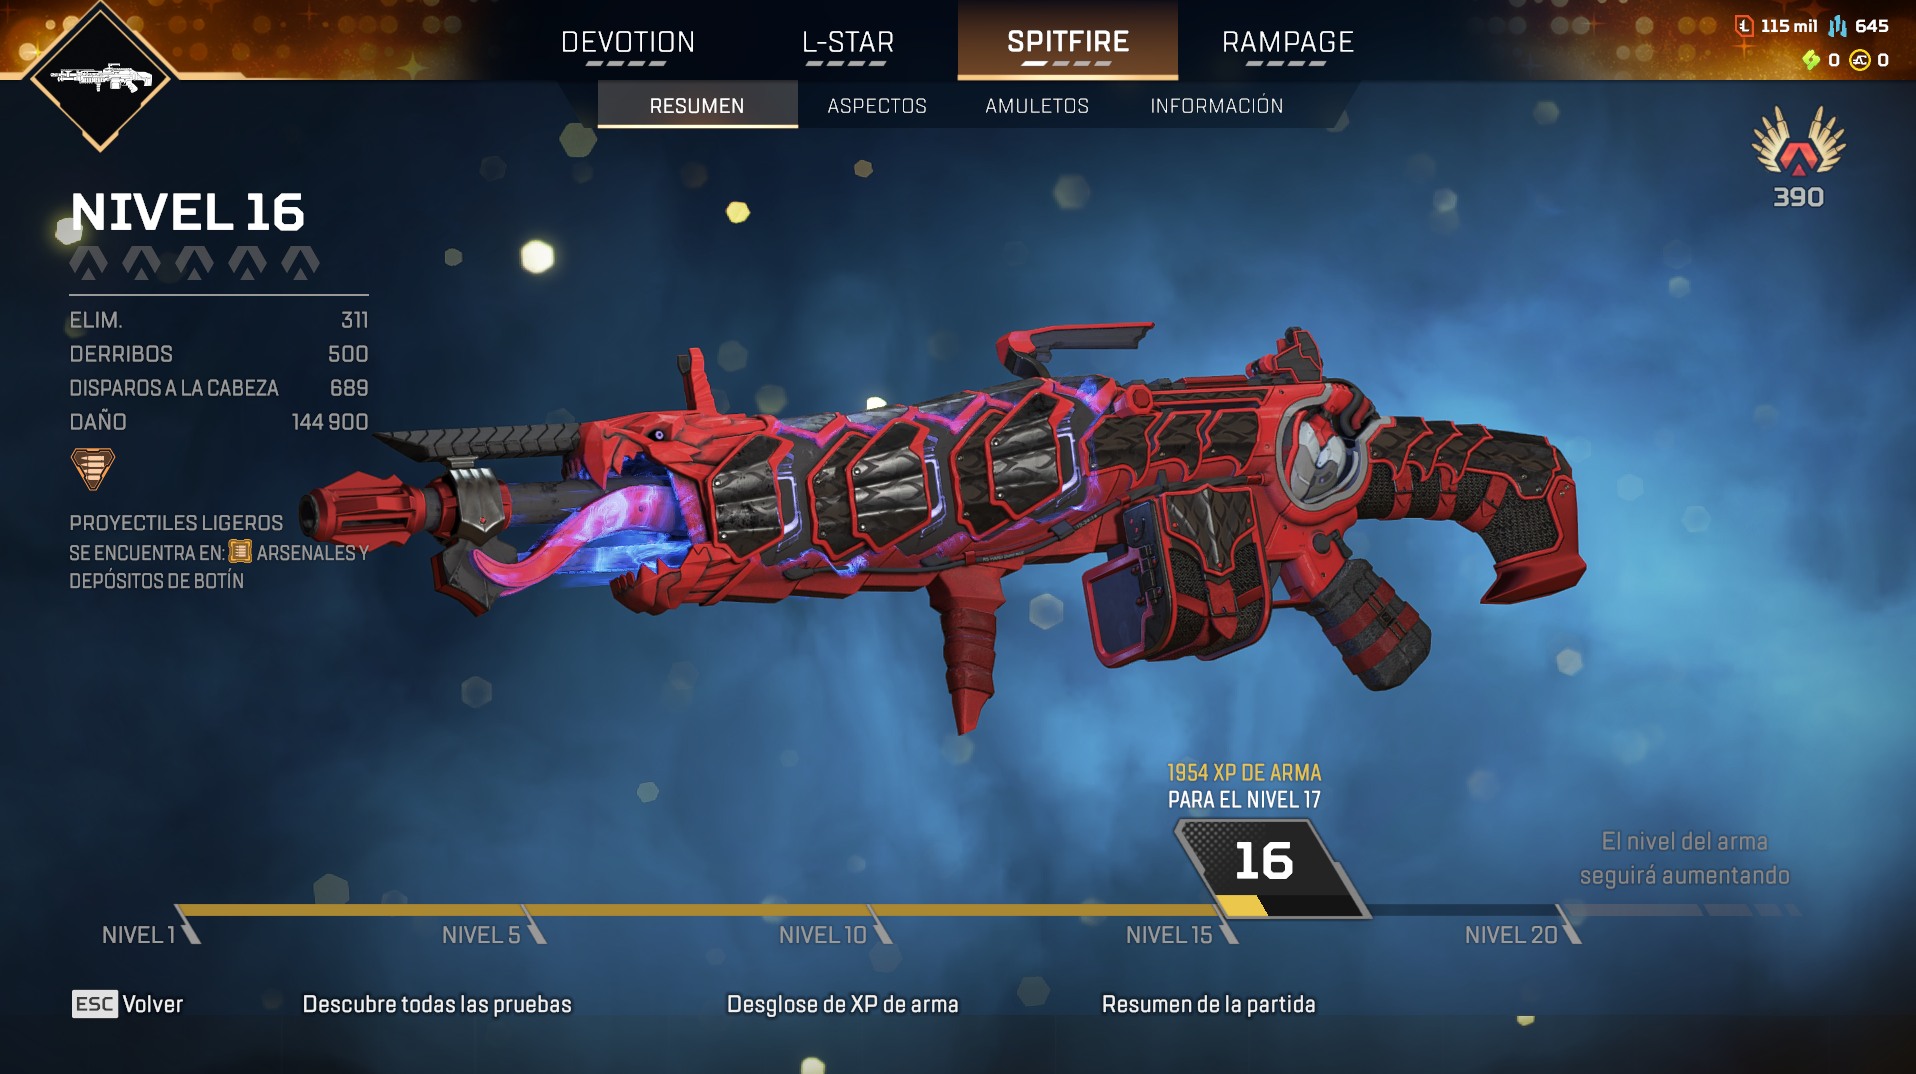 DEVOTION
L-STAR
SPITFIRE
RAMPAGE
115 mil
645
0
0
RESUMEN
ASPECTOS
AMULETOS
INFORMACIÓN
390
NIVEL 16
ELIM. 311
DERRIBOS 500
DISPAROS A LA CABEZA 689
DAÑO 144 900
PROYECTILES LIGEROS
SE ENCUENTRA EN: ARSENALES Y
DEPÓSITOS DE BOTÍN
1954 XP DE ARMA
PARA EL NIVEL 17
16
El nivel del arma
seguirá aumentando
NIVEL 1
NIVEL 5
NIVEL 10
NIVEL 15
NIVEL 20
ESC Volver
Descubre todas las pruebas
Desglose de XP de arma
Resumen de la partida